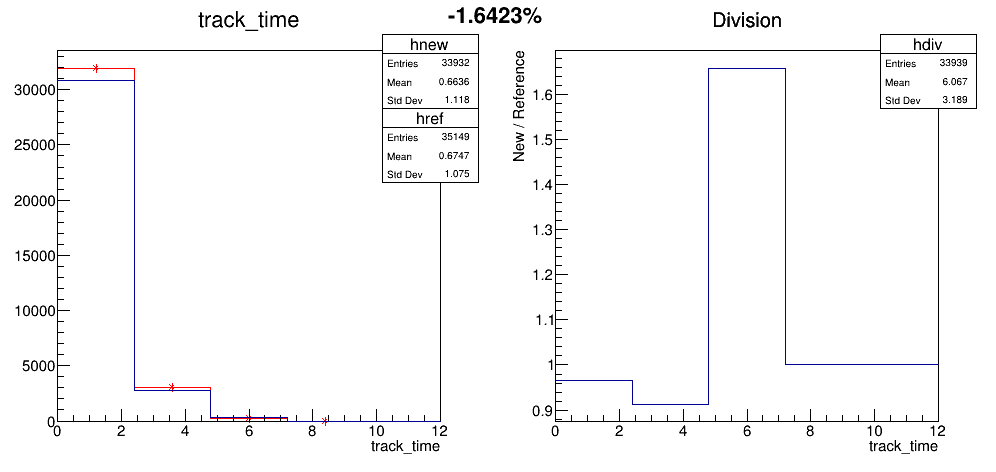 -1.6423%
track_time
hnew
Entries 33932
Mean 0.6636
Std Dev 1.118
href
Entries 35149
Mean 0.6747
Std Dev 1.075
30000
25000
20000
15000
10000
5000
0
0 2 4 6 8 10 12
track_time
Division
hdiv
Entries 33939
Mean 6.067
Std Dev 3.189
New / Reference
1.6
1.5
1.4
1.3
1.2
1.1
1
0.9
0 2 4 6 8 10 12
track_time